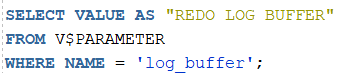 SELECT VALUE AS "REDO LOG BUFFER"
FROM V$PARAMETER
WHERE NAME = 'log_buffer';